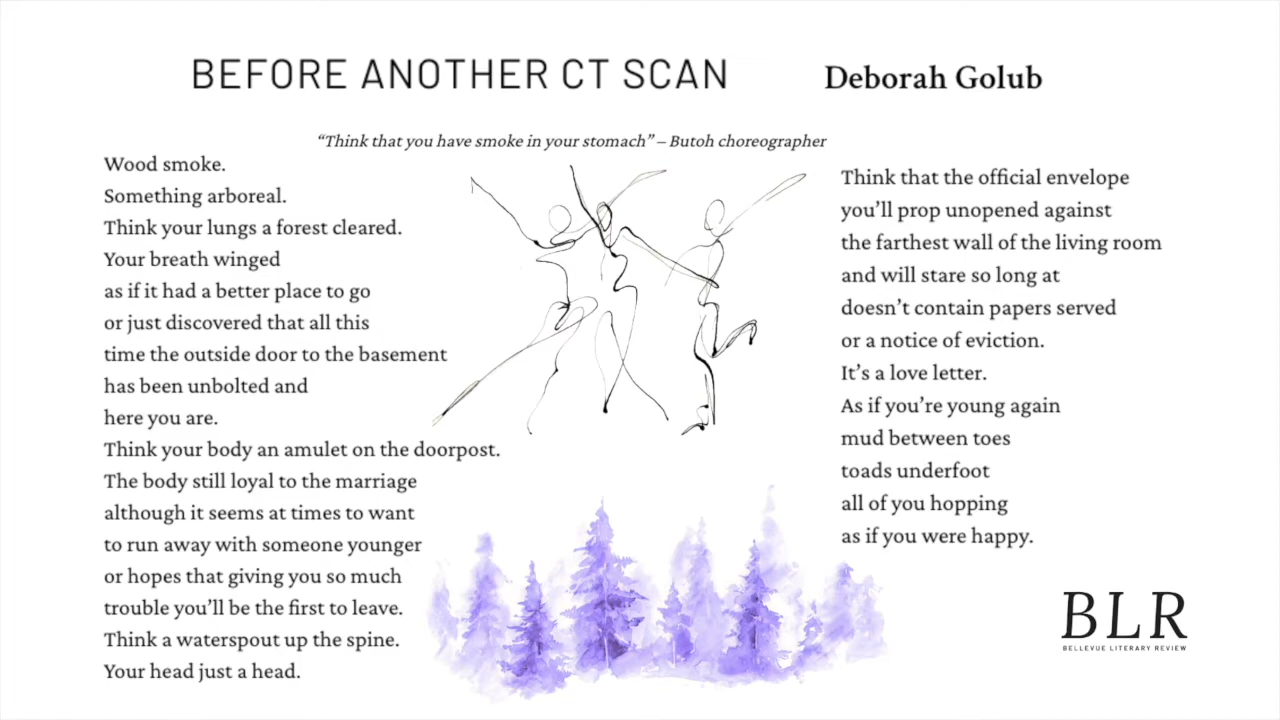 BEFORE ANOTHER CT SCAN
Deborah Golub
“Think that you have smoke in your stomach” – Butoh choreographer
Wood smoke.
Something arboreal.
Think your lungs a forest cleared.
Your breath winged
as if it had a better place to go
or just discovered that all this
time the outside door to the basement
has been unbolted and
here you are.
Think your body an amulet on the doorpost.
The body still loyal to the marriage
although it seems at times to want
to run away with someone younger
or hopes that giving you so much
trouble you’ll be the first to leave.
Think a waterspout up the spine.
Your head just a head.
Think that the official envelope
you’ll prop unopened against
the farthest wall of the living room
and will stare so long at
doesn’t contain papers served
or a notice of eviction.
It’s a love letter.
As if you’re young again
mud between toes
toads underfoot
all of you hopping
as if you were happy.
BLR
BELLEVUE LITERARY REVIEW